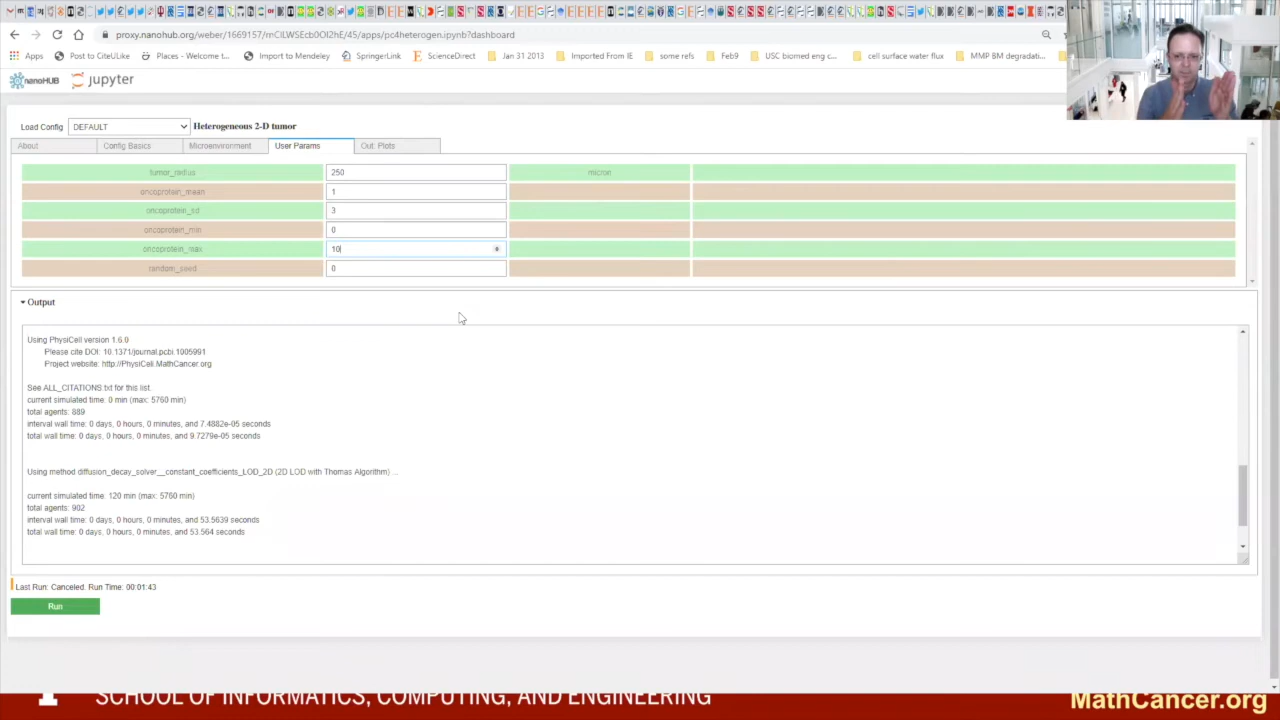 proxy.nanohub.org/weber/1669157/mCILWSEcb0OI2hE/45/apps/pc4heterogen.ipynb?dashboard
Apps Post to CiteULike Places - Welcome t... Import to Mendeley SpringerLink ScienceDirect Jan 31 2013 Imported From IE some refs Feb9 USC biomed eng c... cell surface water flux MMP BM degradati...
nanoHUB jupyter
Load Config DEFAULT Heterogeneous 2-D tumor
About Config Basics Microenvironment User Params Out: Plots
tumor_radius 250 micron
oncoprotein_mean 1
oncoprotein_sd 3
oncoprotein_min 0
oncoprotein_max 10
random_seed 0
Output
Using PhysiCell version 1.6.0
Please cite DOI: 10.1371/journal.pcbi.1005991
Project website: http://PhysiCell.MathCancer.org
See ALL_CITATIONS.txt for this list.
current simulated time: 0 min (max: 5760 min)
total agents: 889
interval wall time: 0 days, 0 hours, 0 minutes, and 7.4882e-05 seconds
total wall time: 0 days, 0 hours, 0 minutes, and 9.7279e-05 seconds
Using method diffusion_decay_solver__constant_coefficients_LOD_2D (2D LOD with Thomas Algorithm) ...
current simulated time: 120 min (max: 5760 min)
total agents: 902
interval wall time: 0 days, 0 hours, 0 minutes, and 53.5639 seconds
total wall time: 0 days, 0 hours, 0 minutes, and 53.564 seconds
Last Run: Canceled. Run Time: 00:01:43
Run
SCHOOL OF INFORMATICS, COMPUTING, AND ENGINEERING
MathCancer.org